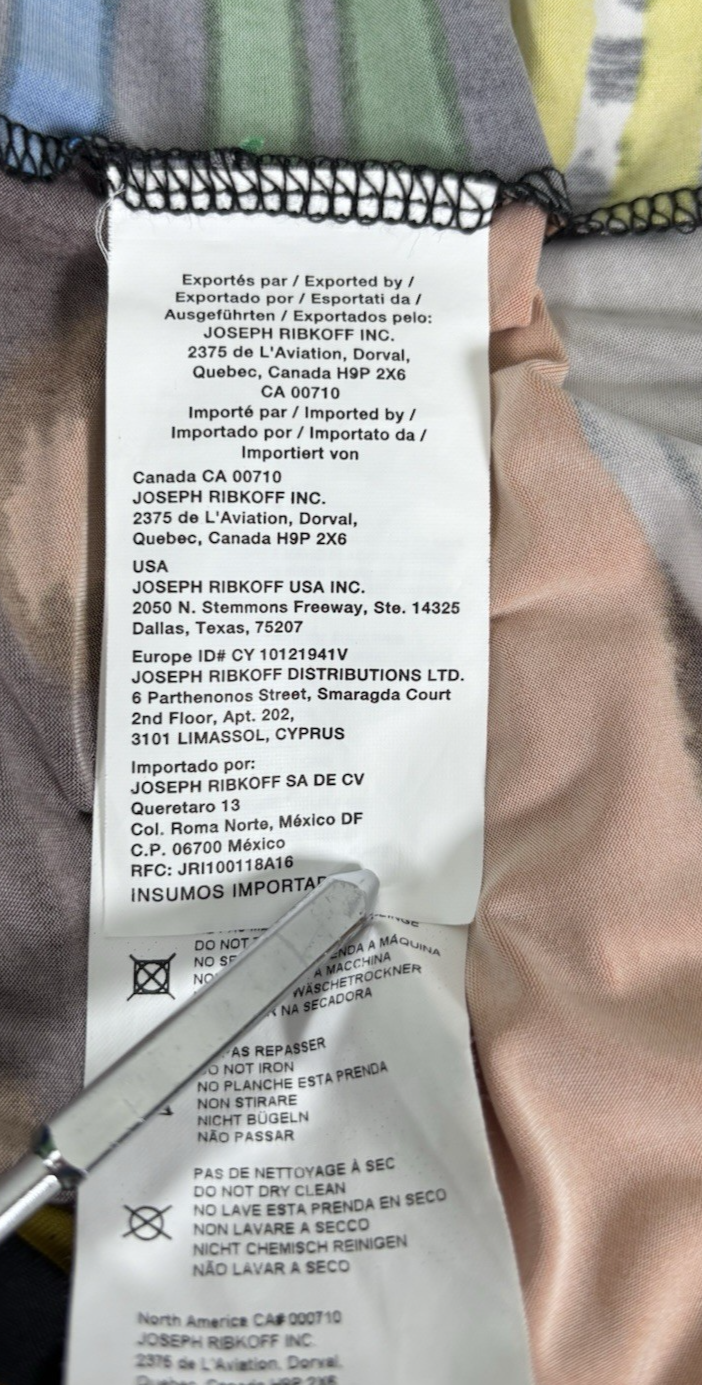 Exportés par / Exported by /
Exportado por / Esportati da /
Ausgeführten / Exportados pelo:
JOSEPH RIBKOFF INC.
2375 de L'Aviation, Dorval,
Quebec, Canada H9P 2X6
CA 00710
Importé par / Imported by /
Importado por / Importato da /
Importiert von
Canada CA 00710
JOSEPH RIBKOFF INC.
2375 de L'Aviation, Dorval,
Quebec, Canada H9P 2X6
USA
JOSEPH RIBKOFF USA INC.
2050 N. Stemmons Freeway, Ste. 14325
Dallas, Texas, 75207
Europe ID# CY 10121941V
JOSEPH RIBKOFF DISTRIBUTIONS LTD.
6 Parthenonos Street, Smaragda Court
2nd Floor, Apt. 202,
3101 LIMASSOL, CYPRUS
Importado por:
JOSEPH RIBKOFF SA DE CV
Queretaro 13
Col. Roma Norte, México DF
C.P. 06700 México
RFC: JRI100118A16
INSUMOS
DO NOT
NO A MÁQUINA
A MACCHINA
WÄSCHETROCKNER
NA SECADORA
PAS REPASSER
NOT IRON
NO PLANCHE ESTA PRENDA
NON STIRARE
NICHT BÜGELN
NÃO PASSAR
PAS DE NETTOYAGE À SEC
DO NOT DRY CLEAN
NO LAVE ESTA PRENDA EN SECO
NON LAVARE A SECCO
NICHT CHEMISCH REINIGEN
NÃO LAVAR A SECO
North America CA# 000710
JOSEPH RIBKOFF INC.
2375 de L'Aviation, Dorval,
Quebec, Canada H9P 2X6